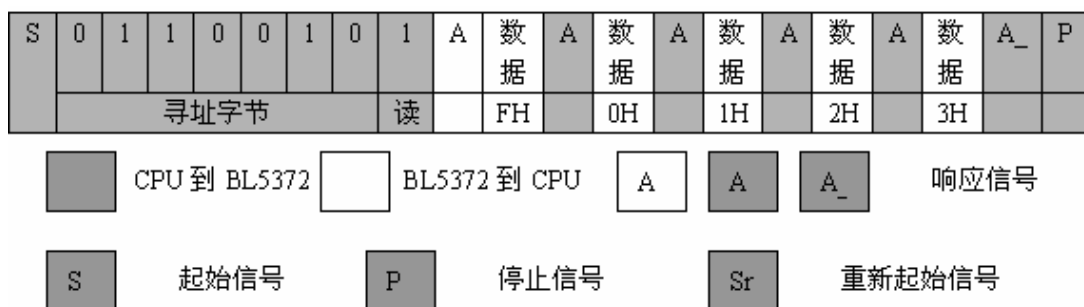 S 0 1 1 0 0 1 0 1 A 数据 A 数据 A 数据 A 数据 A 数据 A_ P
寻址字节 读 FH 0H 1H 2H 3H
CPU 到 BL5372 BL5372 到 CPU A A A_ 响应信号
S 起始信号 P 停止信号 Sr 重新起始信号